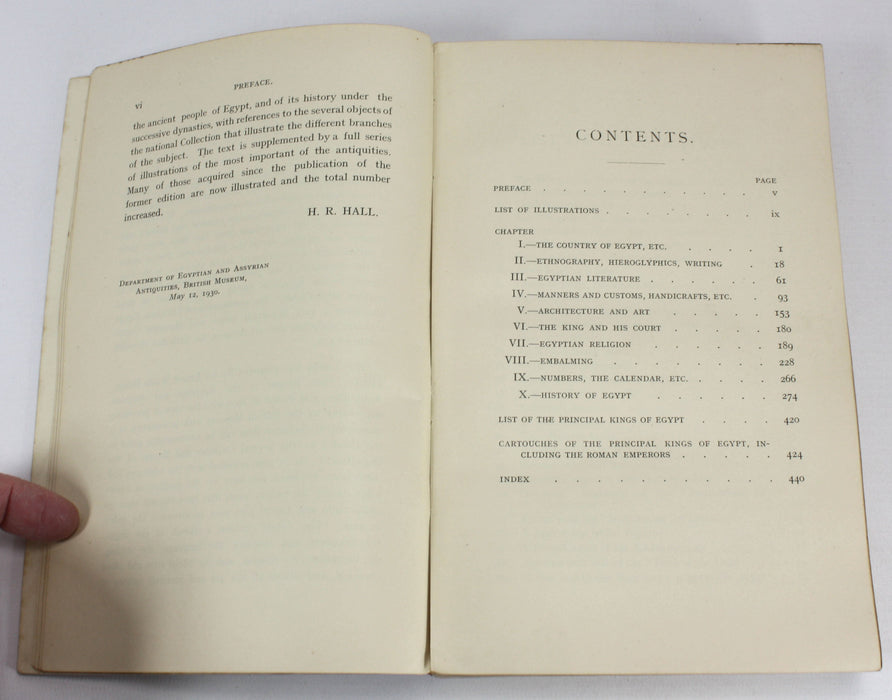 vi
PREFACE.
the ancient people of Egypt, and of its history under the
successive dynasties, with references to the several objects of
the national Collection that illustrate the different branches
of the subject. The text is supplemented by a full series
of illustrations of the most important of the antiquities.
Many of those acquired since the publication of the
former edition are now illustrated and the total number
increased.
H. R. HALL.
DEPARTMENT OF EGYPTIAN AND ASSYRIAN
ANTIQUITIES, BRITISH MUSEUM,
May 12, 1930.
CONTENTS.
PAGE
PREFACE . . . . . . . . . . . v
LIST OF ILLUSTRATIONS . . . . . . . . ix
CHAPTER
I.—THE COUNTRY OF EGYPT, ETC. . . . . 1
II.—ETHNOGRAPHY, HIEROGLYPHICS, WRITING . 18
III.—EGYPTIAN LITERATURE . . . . . . 61
IV.—MANNERS AND CUSTOMS, HANDICRAFTS, ETC. . 93
V.—ARCHITECTURE AND ART . . . . . 153
VI.—THE KING AND HIS COURT . . . . . 180
VII.—EGYPTIAN RELIGION . . . . . . 189
VIII.—EMBALMING . . . . . . . 228
IX.—NUMBERS, THE CALENDAR, ETC. . . . . 266
X.—HISTORY OF EGYPT . . . . . . 274
LIST OF THE PRINCIPAL KINGS OF EGYPT . . . . 420
CARTOUCHES OF THE PRINCIPAL KINGS OF EGYPT, IN-
CLUDING THE ROMAN EMPERORS . . . . . 424
INDEX . . . . . . . . . . 440